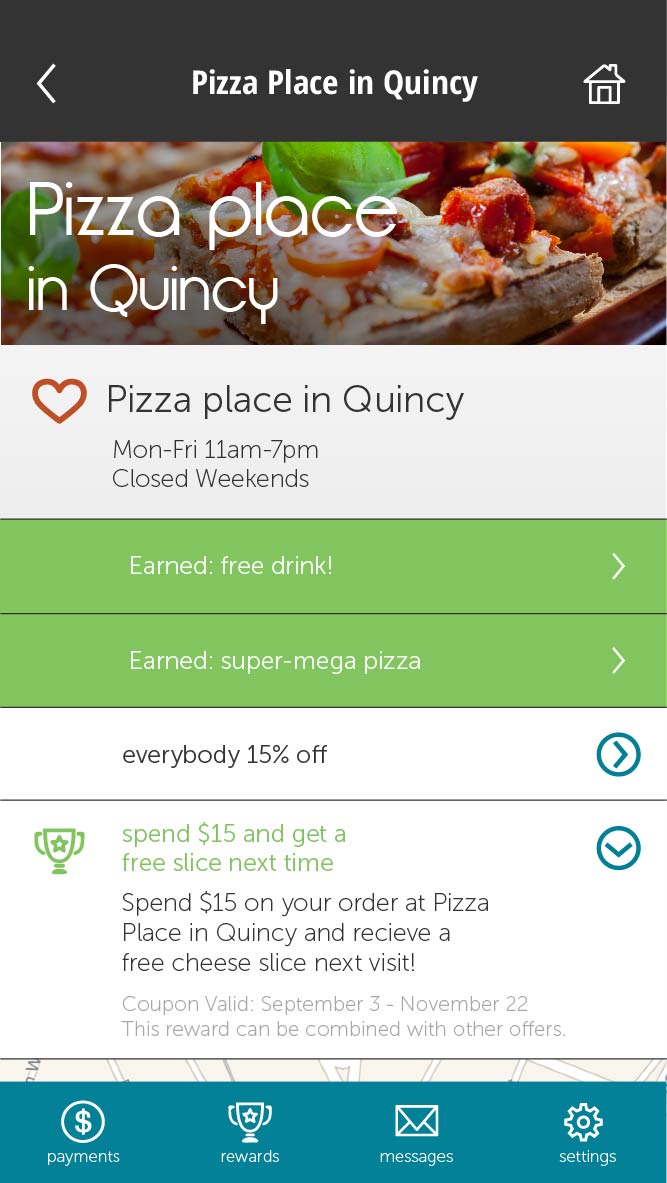 Pizza Place in Quincy
Pizza place
in Quincy
Pizza place in Quincy
Mon-Fri 11am-7pm
Closed Weekends
Earned: free drink!
Earned: super-mega pizza
everybody 15% off
spend $15 and get a
free slice next time
Spend $15 on your order at Pizza
Place in Quincy and recieve a
free cheese slice next visit!
Coupon Valid: September 3 - November 22
This reward can be combined with other offers.
$
payments
rewards
messages
settings